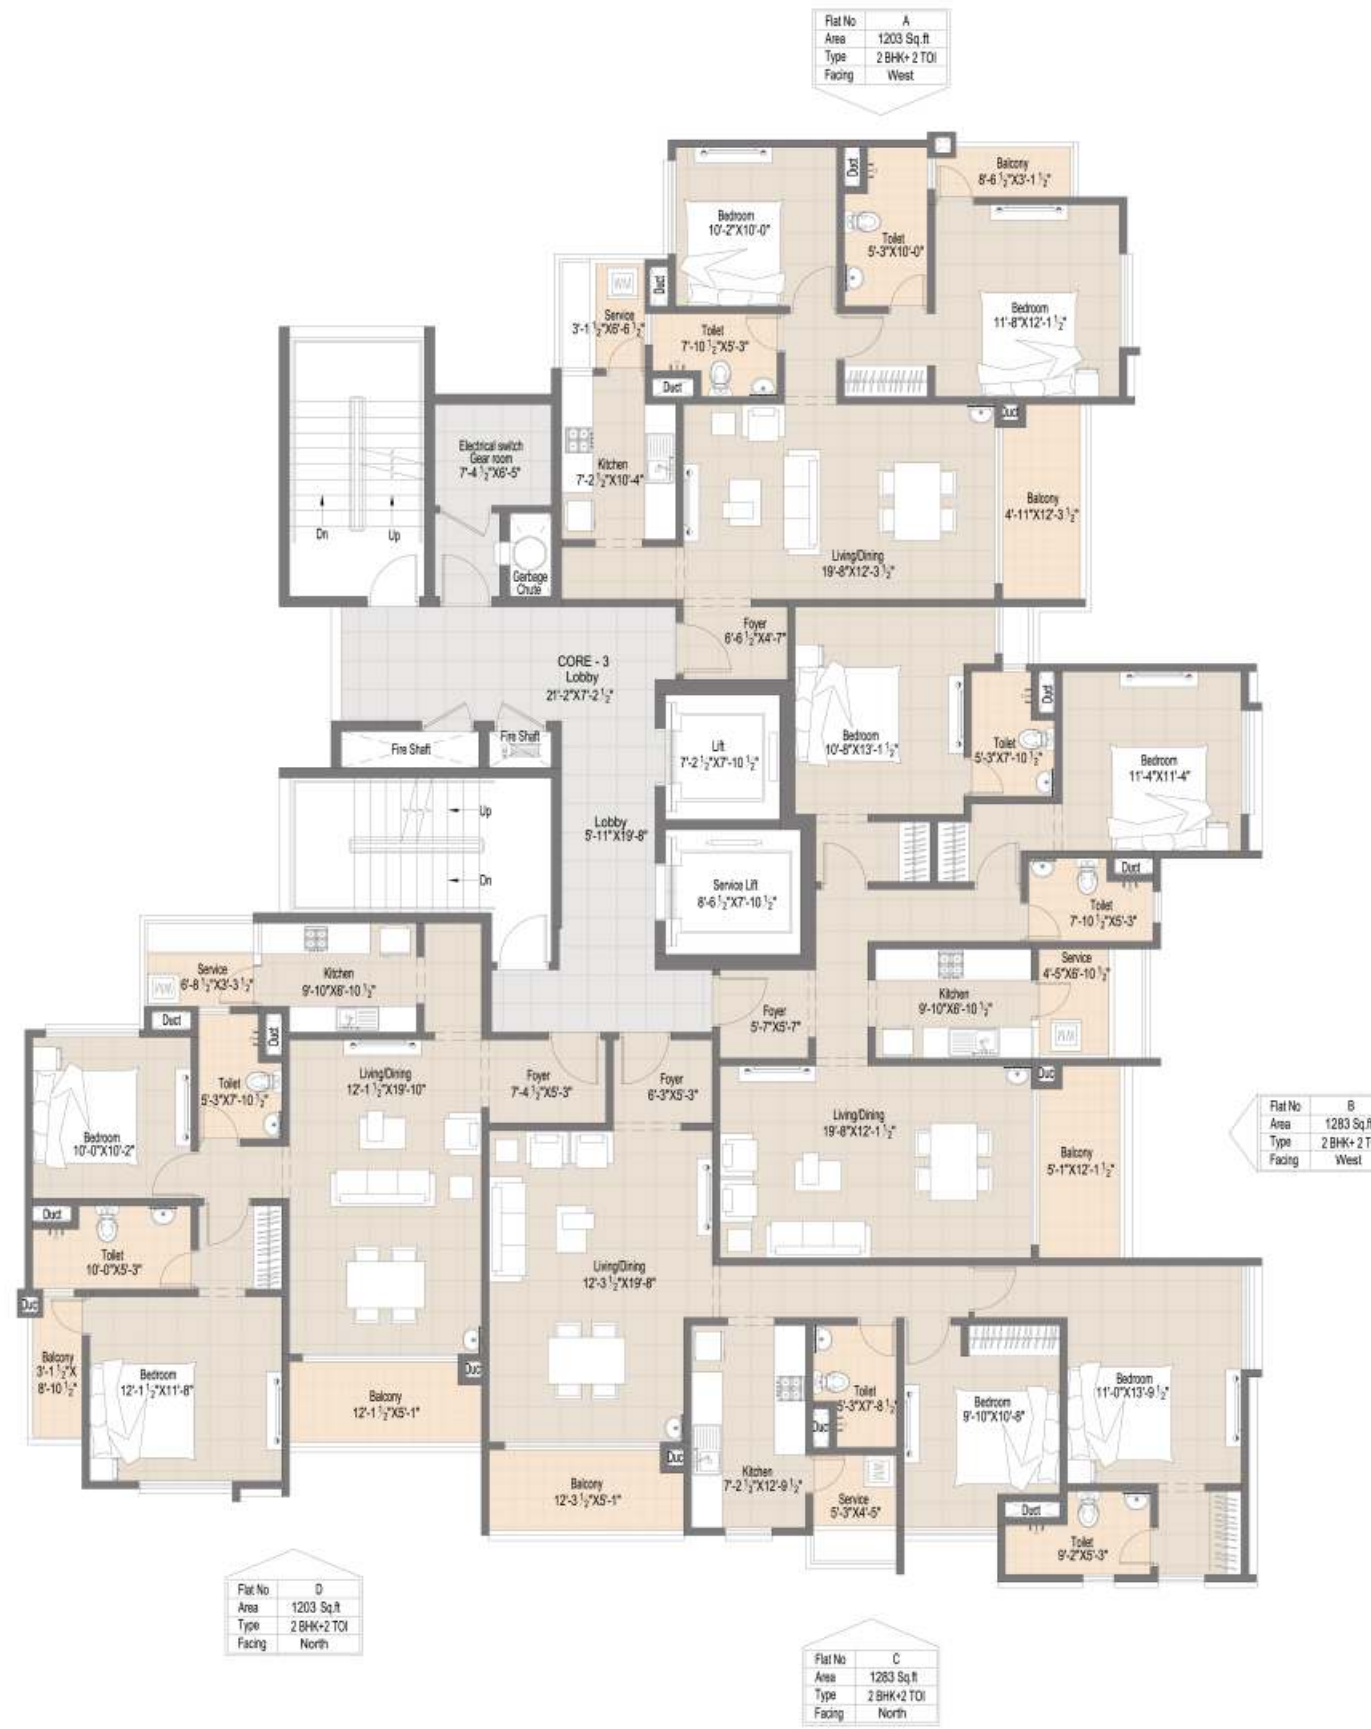 Flat No A
Area 1203 Sq.ft
Type 2 BHK+ 2 TOI
Facing West
Duct
Balcony
8'-6 1/2"X3'-1 1/2"
Bedroom
10'-2"X10'-0"
Toilet
5'-3"X10'-0"
Duct
WM
Service
3'-1 1/2"X6'-6 1/2"
Toilet
7'-10 1/2"X5'-3"
Bedroom
11'-8"X12'-1 1/2"
Duct
Duct
Electrical switch
Gear room
7'-4 1/2"X6'-5"
Kitchen
7'-2 1/2"X10'-4"
Balcony
4'-11"X12'-3 1/2"
Dn
Up
Living/Dining
19'-8"X12'-3 1/2"
Garbage
Chute
Foyer
6'-6 1/2"X4'-7"
CORE - 3
Lobby
21'-2"X7'-2 1/2"
Duct
Fire Shaft
Fire Shaft
Lift
7'-2 1/2"X7'-10 1/2"
Bedroom
10'-8"X13'-1 1/2"
Toilet
5'-3"X7'-10 1/2"
Bedroom
11'-4"X11'-4"
Up
Lobby
5'-11"X19'-8"
Dn
Service Lift
8'-6 1/2"X7'-10 1/2"
Duct
Toilet
7'-10 1/2"X5'-3"
Service
6'-8 1/2"X3'-3 1/2"
WM
Kitchen
9'-10"X6'-10 1/2"
Service
4'-5"X6'-10 1/2"
Kitchen
9'-10"X6'-10 1/2"
WM
Foyer
5'-7"X5'-7"
Duct
Duct
Living/Dining
12'-1 1/2"X19'-10"
Foyer
7'-4 1/2"X5'-3"
Foyer
6'-3"X5'-3"
Duc
Toilet
5'-3"X7'-10 1/2"
Bedroom
10'-0"X10'-2"
Living/Dining
19'-8"X12'-1 1/2"
Balcony
5'-1"X12'-1 1/2"
Flat No B
Area 1283 Sq.ft
Type 2 BHK+ 2 T
Facing West
Duct
Toilet
10'-0"X5'-3"
Living/Dining
12'-3 1/2"X19'-8"
Duc
Balcony
3'-1 1/2"X
8'-10 1/2"
Bedroom
12'-1 1/2"X11'-8"
Duc
Balcony
12'-1 1/2"X5'-1"
Toilet
5'-3"X7'-8 1/2"
Duct
Bedroom
9'-10"X10'-8"
Bedroom
11'-0"X13'-9 1/2"
Duc
Kitchen
7'-2 1/2"X12'-9 1/2"
WM
Balcony
12'-3 1/2"X5'-1"
Service
5'-3"X4'-5"
Duct
Toilet
9'-2"X5'-3"
Flat No D
Area 1203 Sq.ft
Type 2 BHK+2 TOI
Facing North
Flat No C
Area 1283 Sq.ft
Type 2 BHK+2 TOI
Facing North